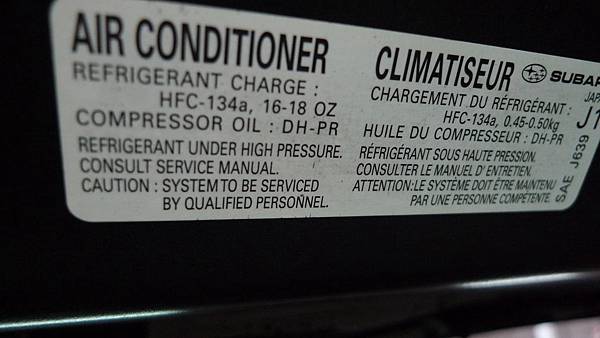 AIR CONDITIONER
REFRIGERANT CHARGE :
HFC-134a, 16-18 OZ
COMPRESSOR OIL : DH-PR
REFRIGERANT UNDER HIGH PRESSURE.
CONSULT SERVICE MANUAL.
CAUTION : SYSTEM TO BE SERVICED
BY QUALIFIED PERSONNEL.
CLIMATISEUR
CHARGEMENT DU RÉFRIGÉRANT :
HFC-134a, 0.45-0.50kg
HUILE DU COMPRESSEUR : DH-PR
RÉFRIGÉRANT SOUS HAUTE PRESSION.
CONSULTER LE MANUEL D'ENTRETIEN.
ATTENTION:LE SYSTÈME DOIT ÊTRE MAINTENU
PAR UNE PERSONNE COMPÉTENTE.
SUBAR
JAPA
J1
SAE J639